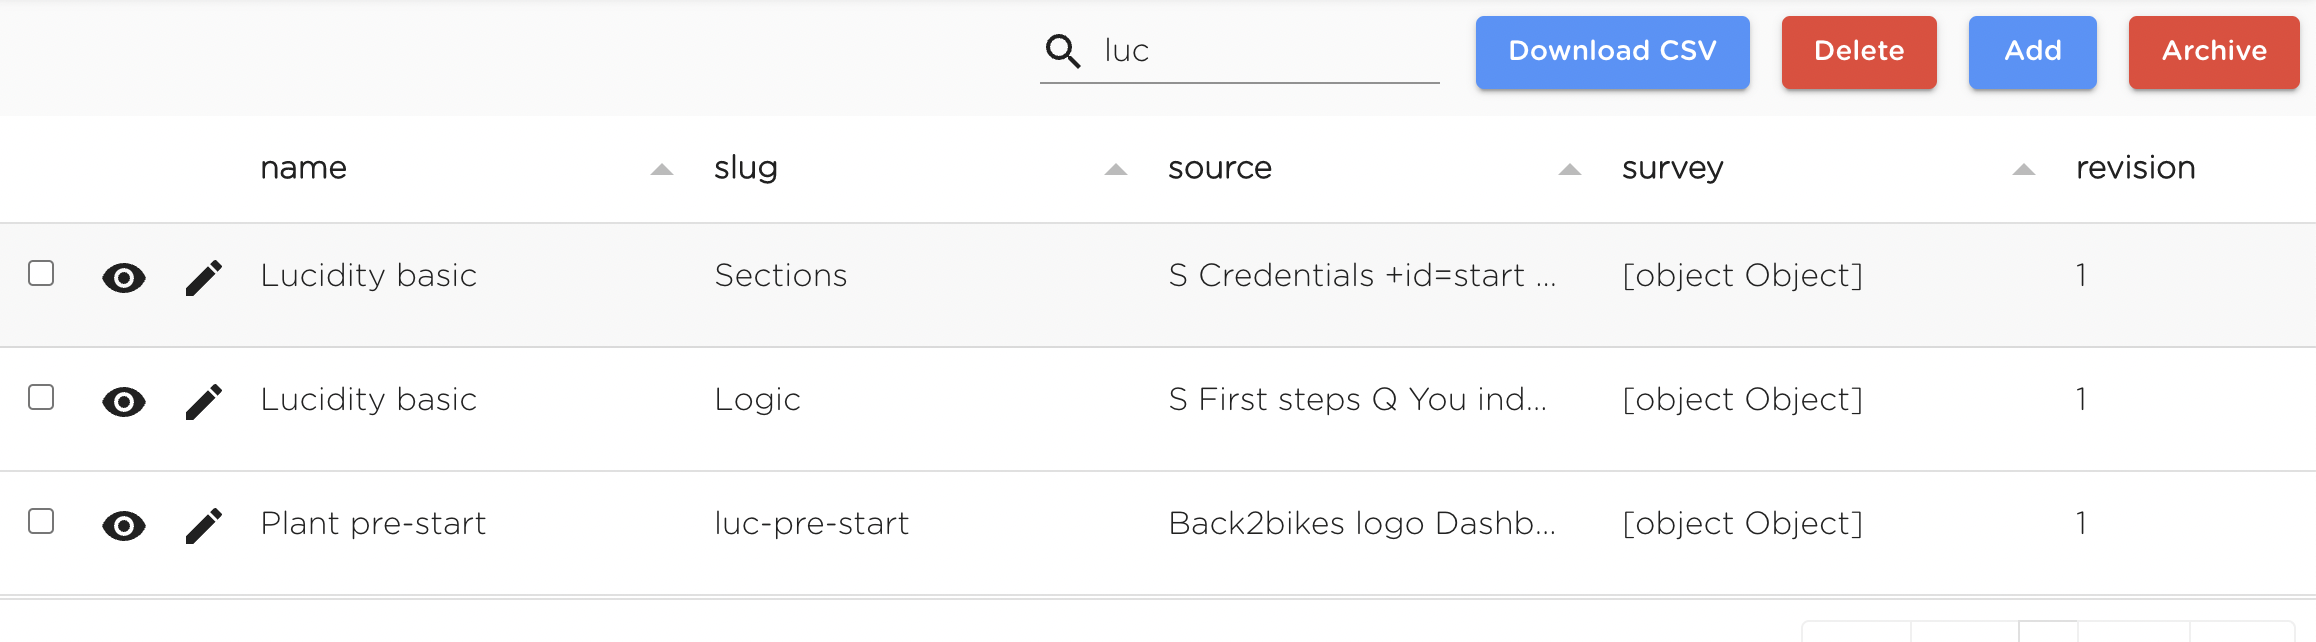 luc Download CSV Delete Add Archive
name slug source survey revision
Lucidity basic Sections S Credentials +id=start ... [object Object] 1
Lucidity basic Logic S First steps Q You ind... [object Object] 1
Plant pre-start luc-pre-start Back2bikes logo Dashb... [object Object] 1